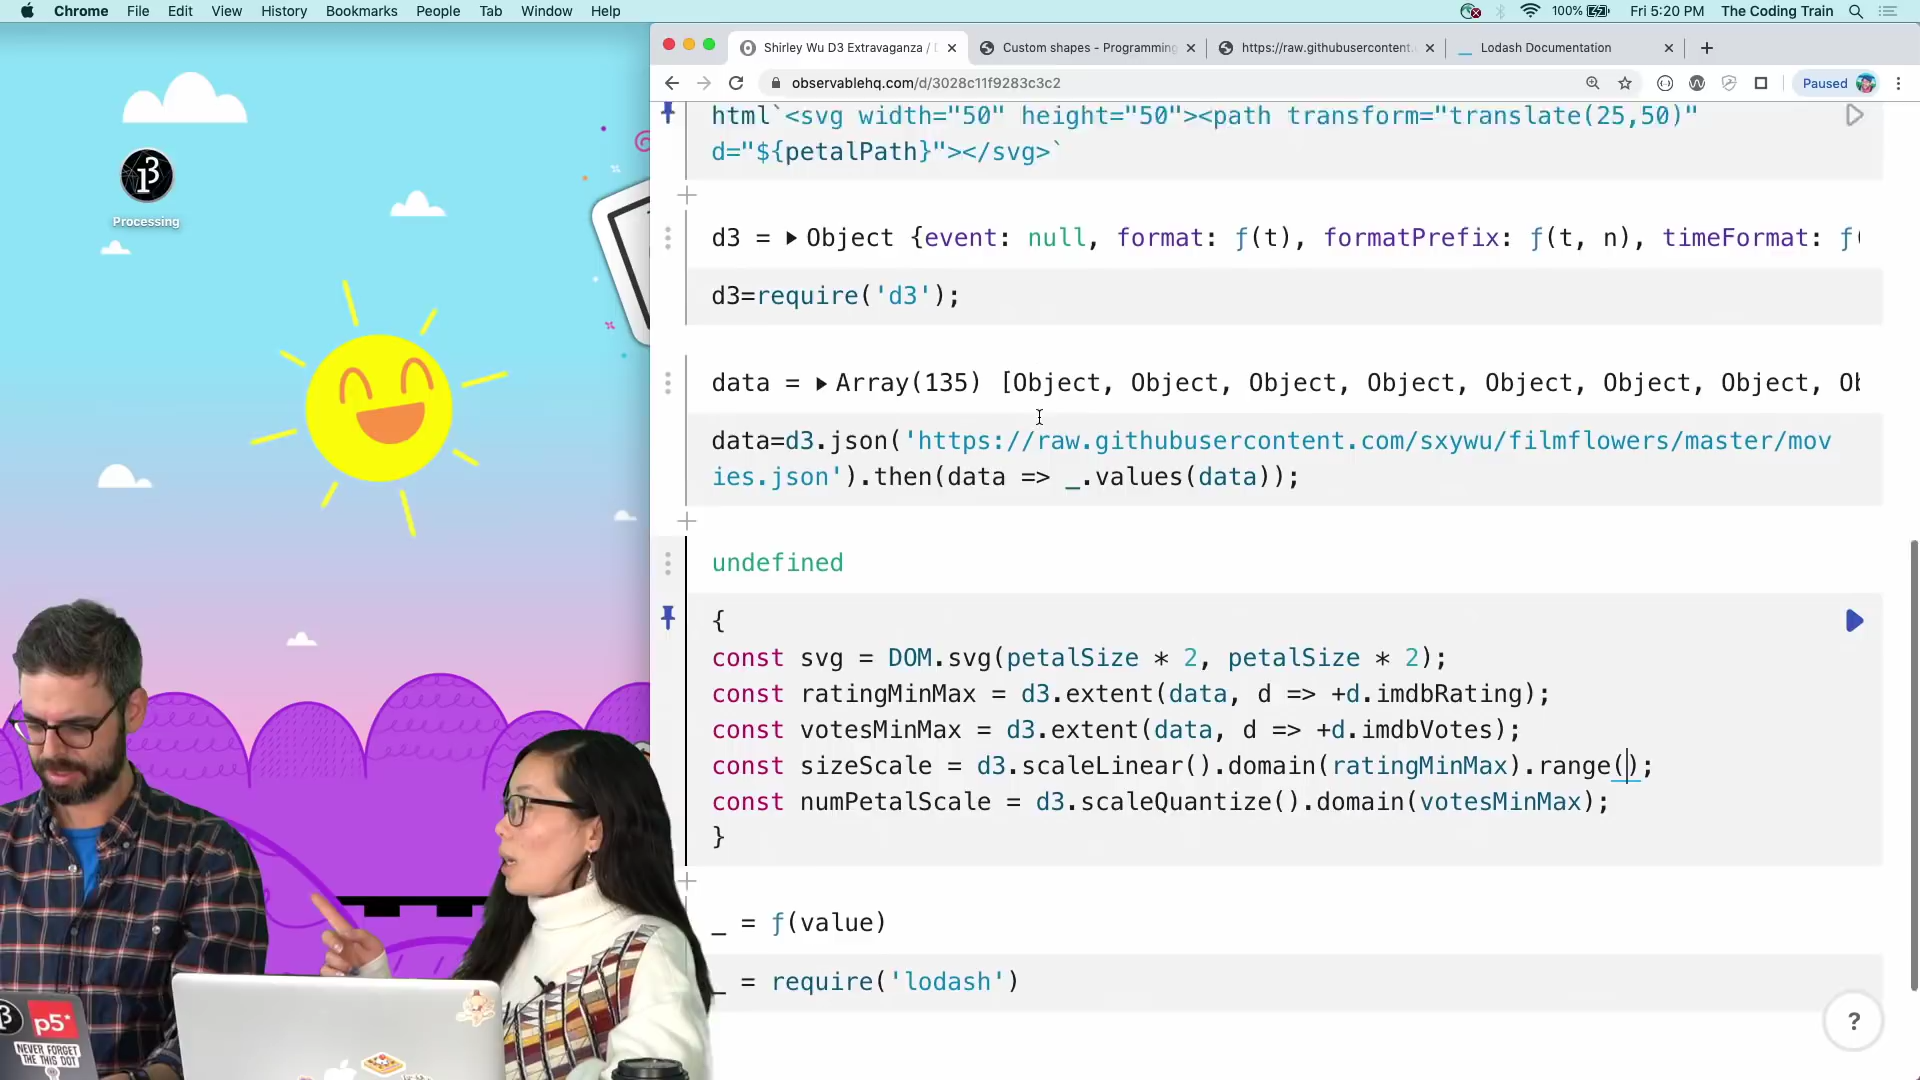 Chrome File Edit View History Bookmarks People Tab Window Help 100% Fri 5:20 PM The Coding Train
Shirley Wu D3 Extravaganza / Custom shapes - Programming https://raw.githubusercontent. Lodash Documentation
observablehq.com/d/3028c11f9283c3c2 Paused
Processing
html`<svg width="50" height="50"><path transform="translate(25,50)"
d="${petalPath}"></svg>`
d3 = ▶ Object {event: null, format: ƒ(t), formatPrefix: ƒ(t, n), timeFormat: ƒ(
d3=require('d3');
data = ▶ Array(135) [Object, Object, Object, Object, Object, Object, Object, Ob
data=d3.json('https://raw.githubusercontent.com/sxywu/filmflowers/master/mov
ies.json').then(data => _.values(data));
undefined
{
const svg = DOM.svg(petalSize * 2, petalSize * 2);
const ratingMinMax = d3.extent(data, d => +d.imdbRating);
const votesMinMax = d3.extent(data, d => +d.imdbVotes);
const sizeScale = d3.scaleLinear().domain(ratingMinMax).range();
const numPetalScale = d3.scaleQuantize().domain(votesMinMax);
}
_ = ƒ(value)
_ = require('lodash')
?
p5*
NEVER FORGET
THE THIS DOT